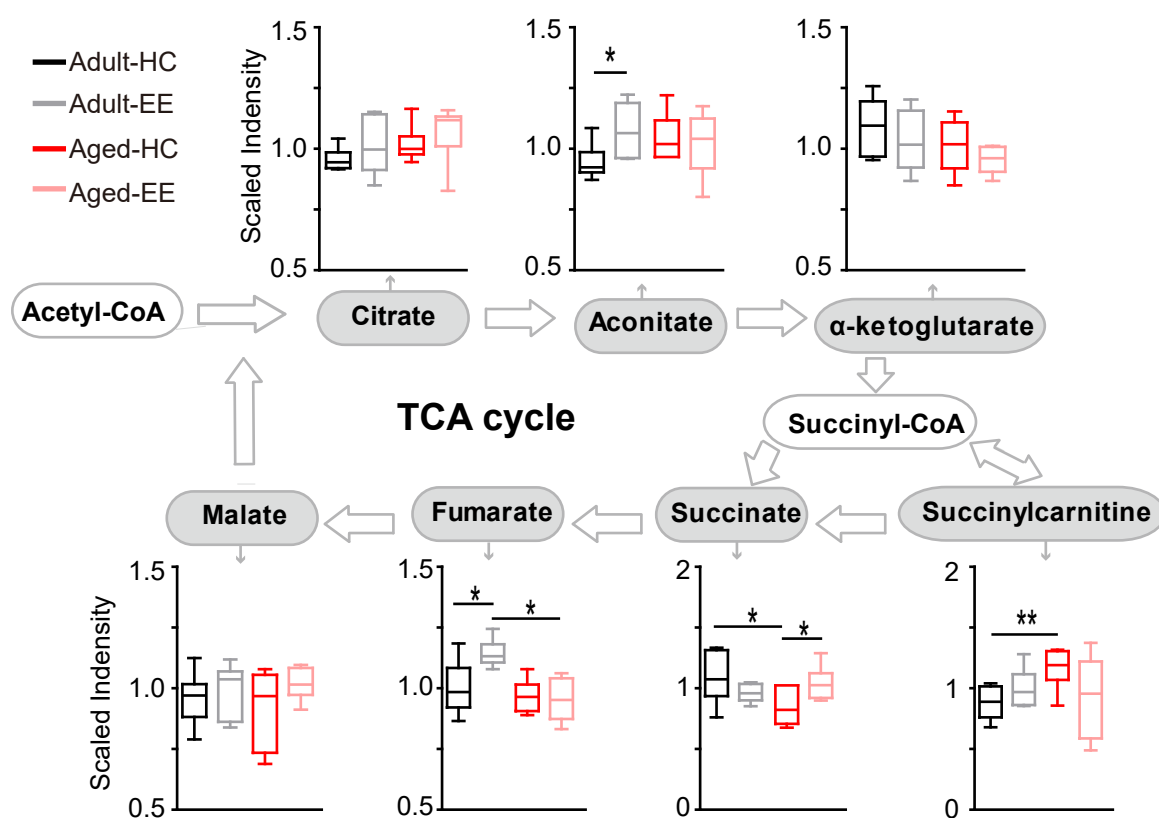 Adult-HC
Adult-EE
Aged-HC
Aged-EE
Scaled Indensity
1.5
1.0
0.5
1.5
1.0
0.5
*
1.5
1.0
0.5
Acetyl-CoA
Citrate
Aconitate
α-ketoglutarate
TCA cycle
Succinyl-CoA
Malate
Fumarate
Succinate
Succinylcarnitine
Scaled Indensity
1.5
1.0
0.5
1.5
1.0
0.5
*
*
2
1
0
*
*
2
1
0
**